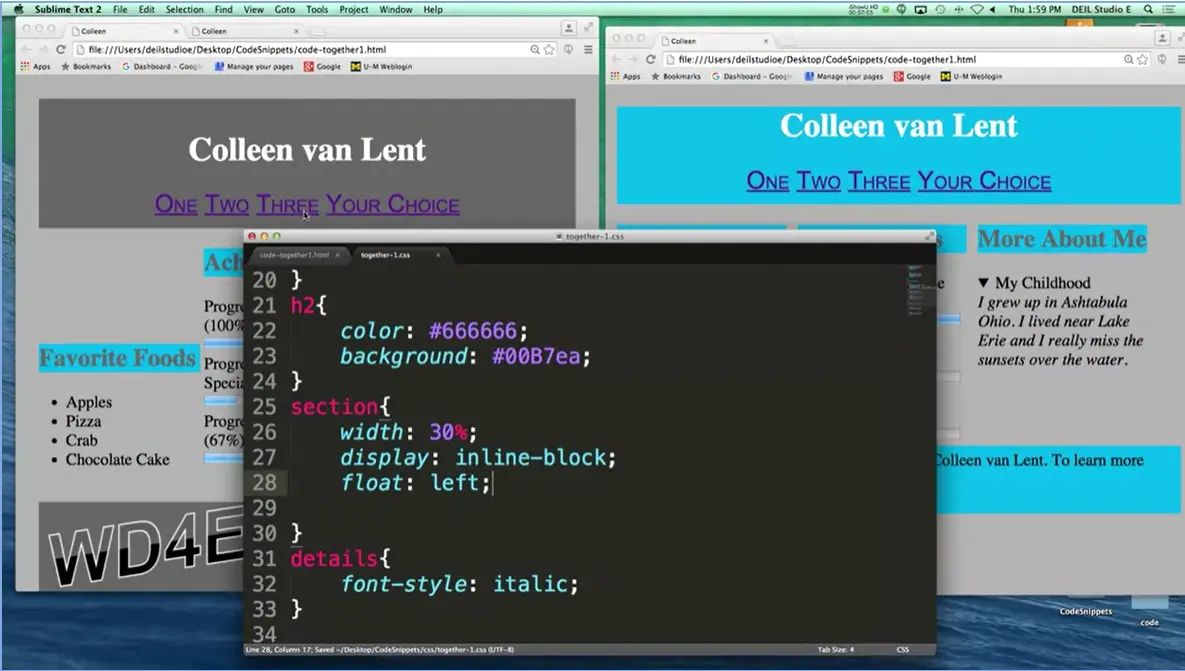 Sublime Text 2 File Edit Selection Find View Goto Tools Project Window Help
Thu 1:59 PM DEIL Studio E
Colleen
Colleen
file:///Users/deilstudioe/Desktop/CodeSnippets/code-together1.html
Apps Bookmarks Dashboard - Goog Manage your pages Google U-M Weblogin
Colleen van Lent
One Two Three Your Choice
Ach
Progre
(100%
Progre
Specia
Progre
(67%)
Favorite Foods
Apples
Pizza
Crab
Chocolate Cake
WD4E
Colleen
file:///Users/deilstudioe/Desktop/CodeSnippets/code-together1.html
Apps Bookmarks Dashboard - Goog Manage your pages Google U-M Weblogin
Colleen van Lent
One Two Three Your Choice
s
e
More About Me
▼ My Childhood
I grew up in Ashtabula
Ohio. I lived near Lake
Erie and I really miss the
sunsets over the water.
Colleen van Lent. To learn more
together-1.css
code-together1.html
together-1.css
20 }
21 h2{
22 color: #666666;
23 background: #00B7ea;
24 }
25 section{
26 width: 30%;
27 display: inline-block;
28 float: left;
29
30 }
31 details{
32 font-style: italic;
33 }
34
Line 28, Column 17; Saved ~/Desktop/CodeSnippets/css/together-1.css (UTF-8)
Tab Size: 4
CSS
CodeSnippets
code